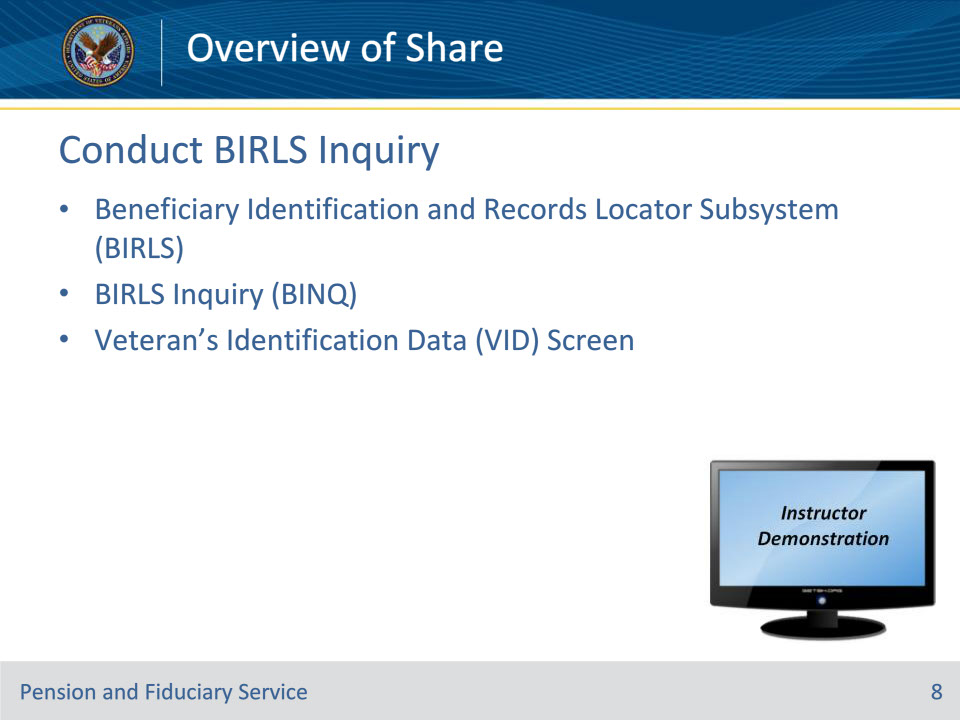 Overview of Share
Conduct BIRLS Inquiry
• Beneficiary Identification and Records Locator Subsystem
(BIRLS)
• BIRLS Inquiry (BINQ)
• Veteran’s Identification Data (VID) Screen
Instructor
Demonstration
Pension and Fiduciary Service
8